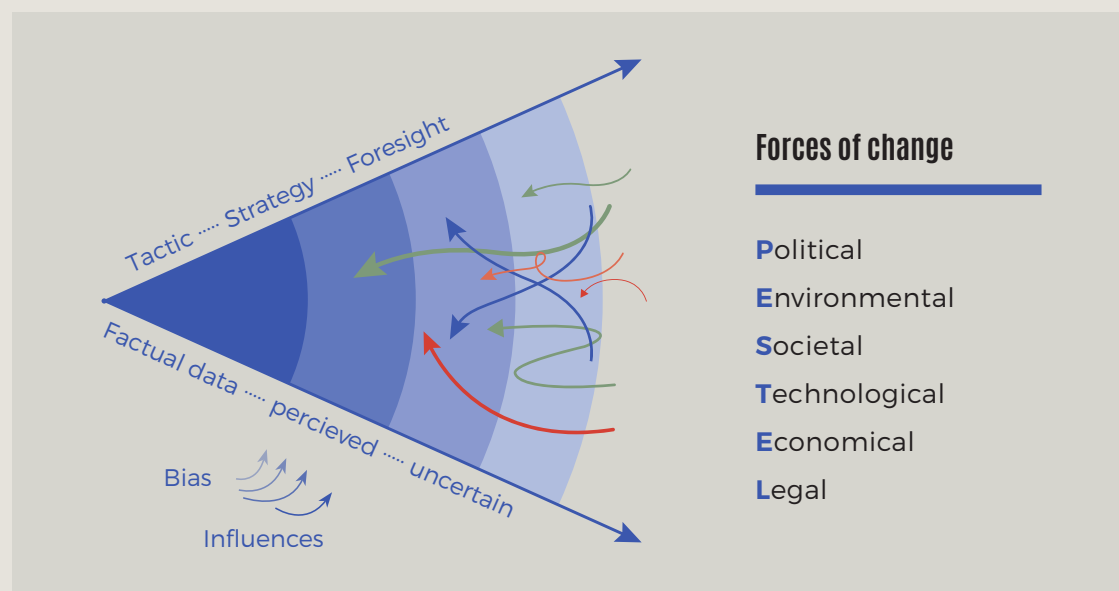 Tactic ..... Strategy ..... Foresight
Factual data ..... percieved ..... uncertain
Bias
Influences
Forces of change
Political
Environmental
Societal
Technological
Economical
Legal